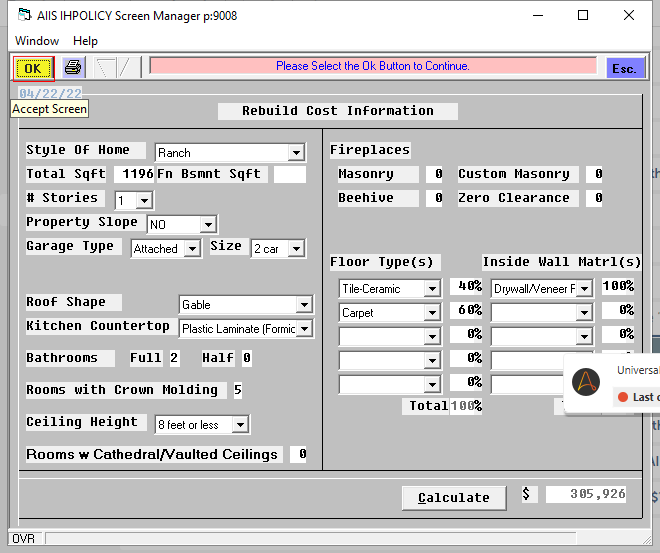 AIIS IHPOLICY Screen Manager p:9008
Window Help
OK Please Select the Ok Button to Continue. Esc.
04/22/22
Accept Screen
Rebuild Cost Information
Style Of Home Ranch
Total Sqft 1196 Fn Bsmnt Sqft
# Stories 1
Property Slope NO
Garage Type Attached Size 2 car
Roof Shape Gable
Kitchen Countertop Plastic Laminate (Formic
Bathrooms Full 2 Half 0
Rooms with Crown Molding 5
Ceiling Height 8 feet or less
Rooms w Cathedral/Vaulted Ceilings 0
Fireplaces
Masonry 0 Custom Masonry 0
Beehive 0 Zero Clearance 0
Floor Type(s) Inside Wall Matrl(s)
Tile-Ceramic 40% Drywall/Veneer F 100%
Carpet 60% 0%
0% 0%
0% 0%
0%
Total 100%
Universal
Last c
Calculate $ 305,926
OVR